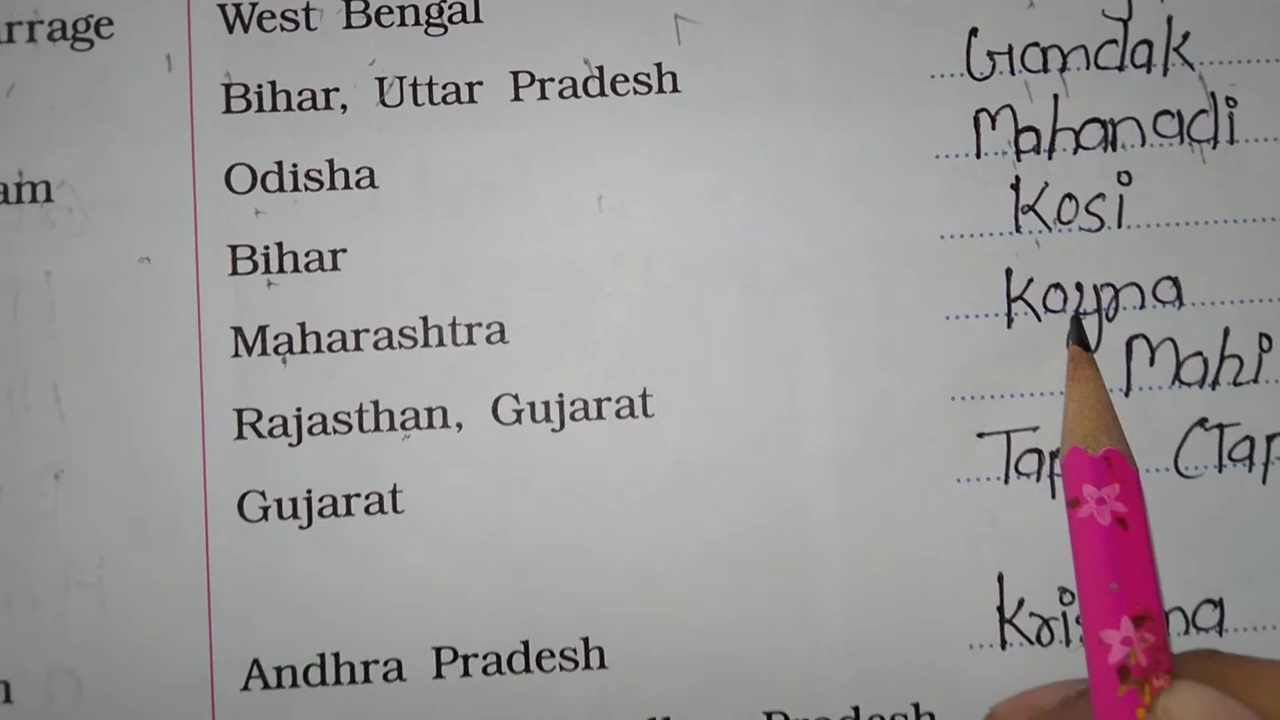 rrage West Bengal
Bihar, Uttar Pradesh Gandak
Odisha Mahanadi
am
Bihar Kosi
Maharashtra Koyna
Rajasthan, Gujarat Mahi
Gujarat
Andhra Pradesh
Pradesh